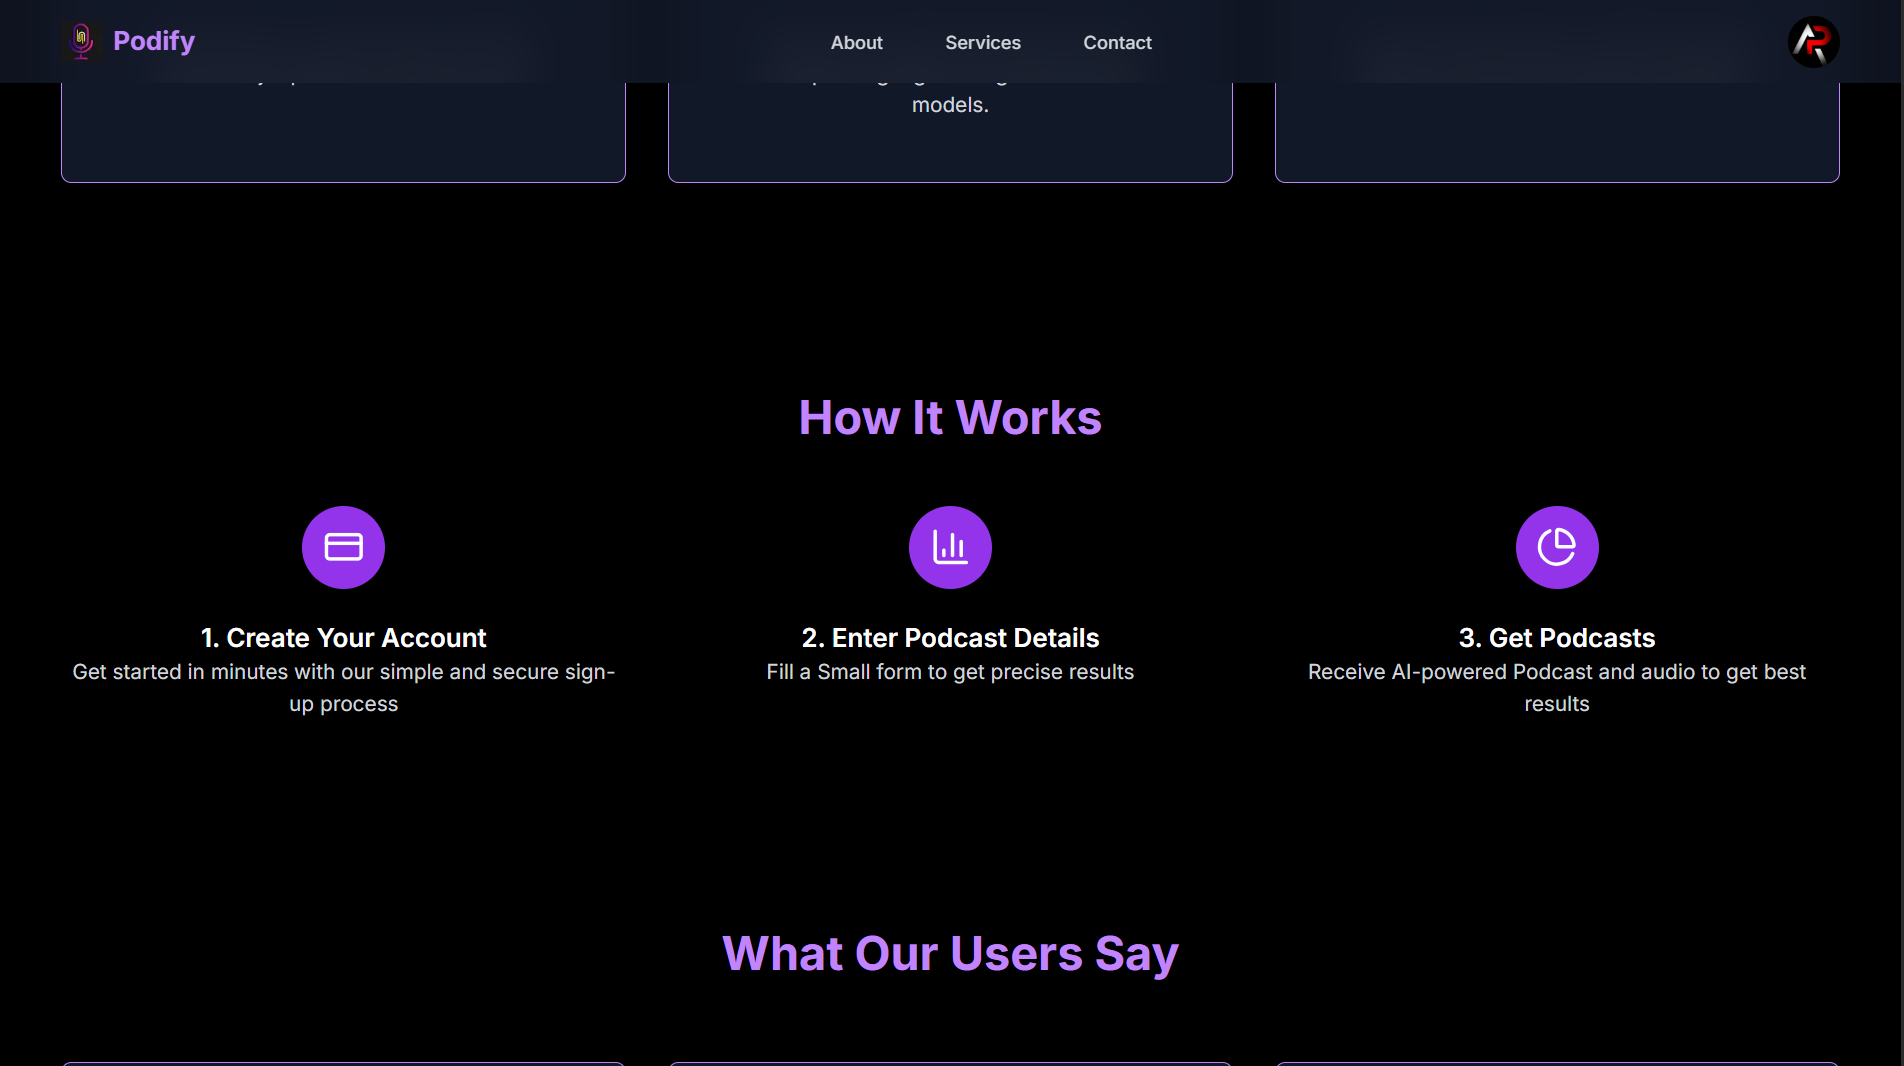 Podify
About
Services
Contact
models.
How It Works
1. Create Your Account
Get started in minutes with our simple and secure sign-
up process
2. Enter Podcast Details
Fill a Small form to get precise results
3. Get Podcasts
Receive AI-powered Podcast and audio to get best
results
What Our Users Say